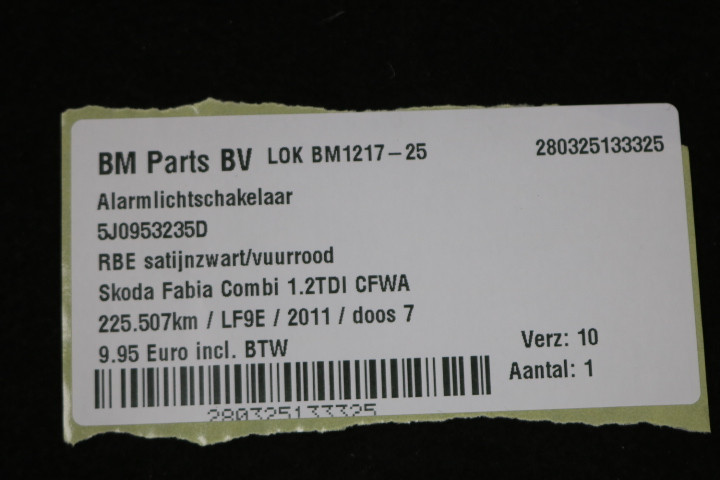 BM Parts BV LOK BM1217-25 280325133325
Alarmlichtschakelaar
5J0953235D
RBE satijnzwart/vuurrood
Skoda Fabia Combi 1.2TDI CFWA
225.507km / LF9E / 2011 / doos 7
9.95 Euro incl. BTW
Verz: 10
Aantal: 1
280325133325